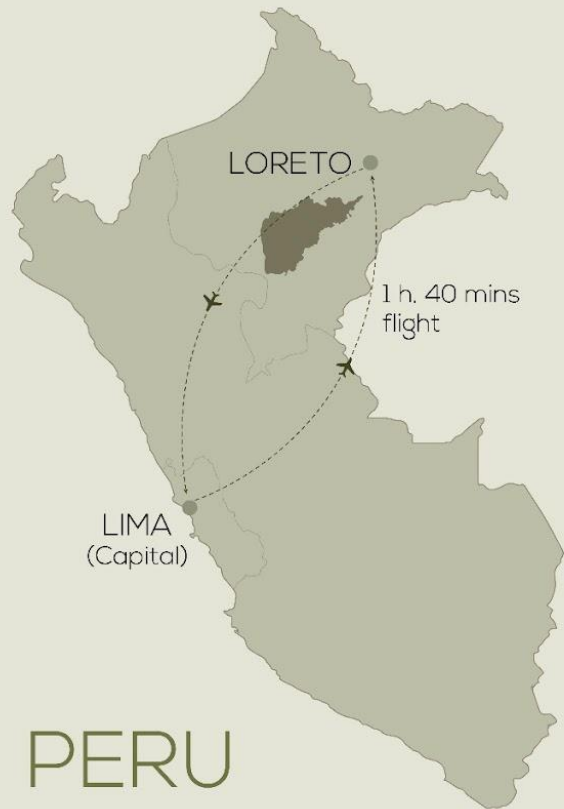 LORETO
1 h. 40 mins
flight
LIMA
(Capital)
PERU